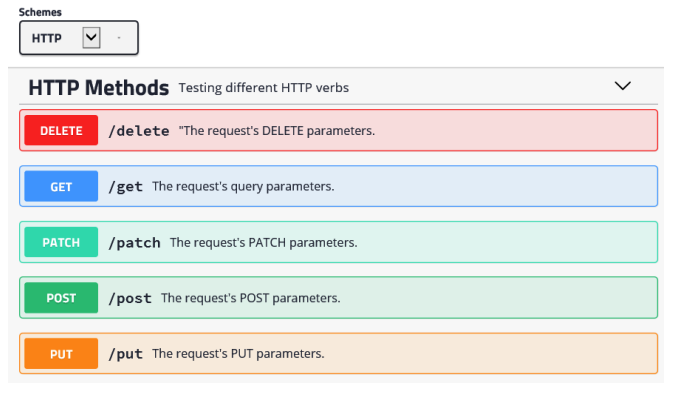 Schemes
HTTP
HTTP Methods Testing different HTTP verbs
DELETE /delete "The request's DELETE parameters.
GET /get The request's query parameters.
PATCH /patch The request's PATCH parameters.
POST /post The request's POST parameters.
PUT /put The request's PUT parameters.